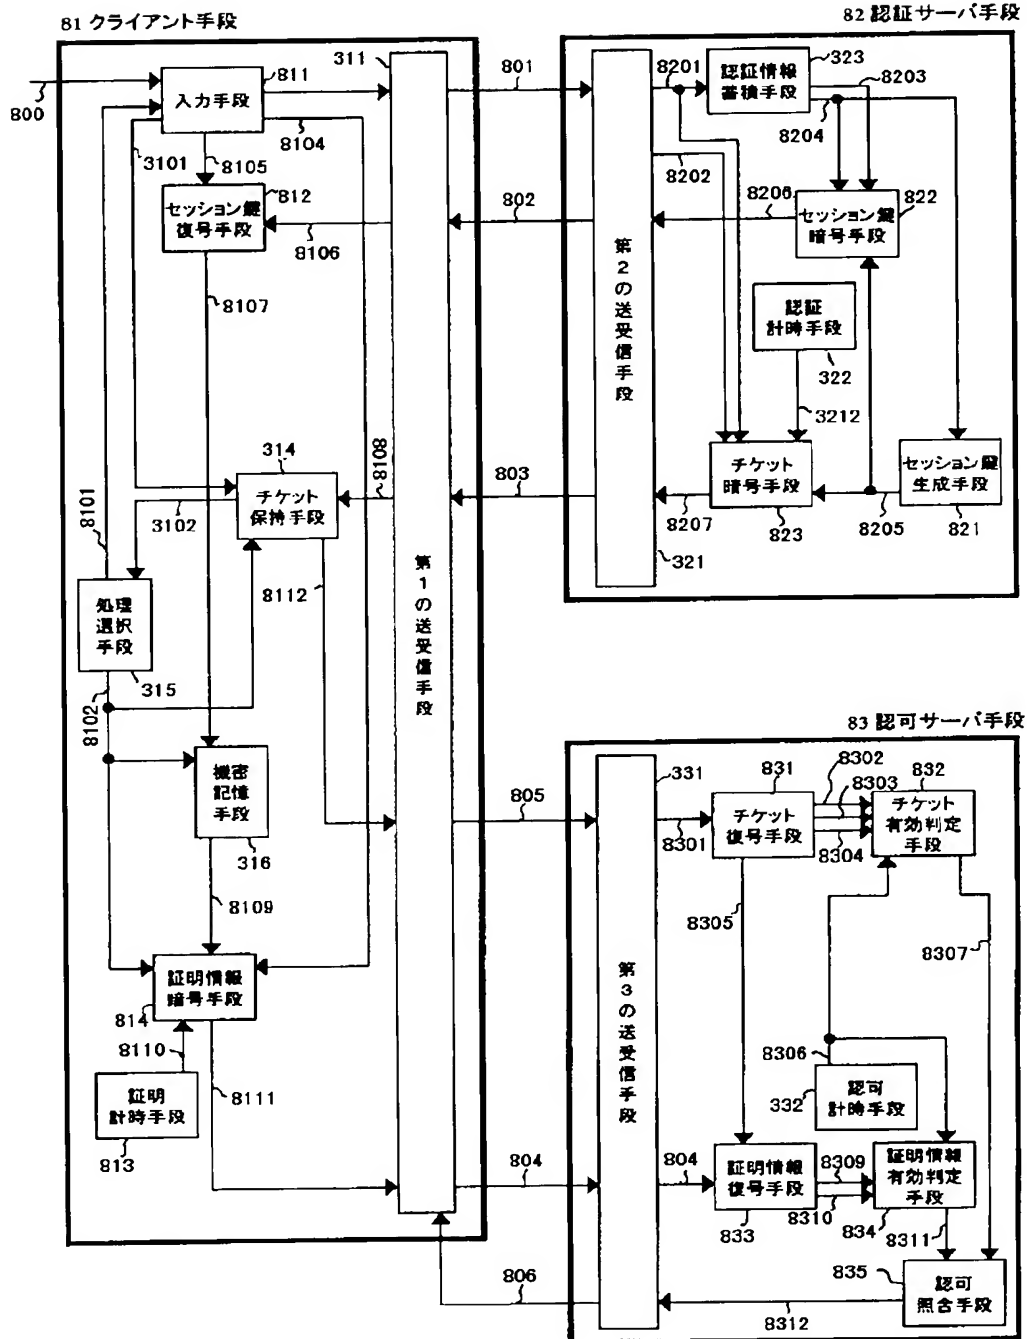 81 クライアント手段
82 認証サーバ手段
800
811
入力手段
3101
8105
8104
812
セッション鍵
復号手段
8106
8107
311
第1の送受信手段
801
802
803
8201
323
認証情報
蓄積手段
8203
8204
8202
8206
822
セッション鍵
暗号手段
第2の送受信手段
認証
計時手段
322
3212
チケット
暗号手段
823
8207
321
セッション鍵
生成手段
8205
821
314
チケット
保持手段
8108
3102
8101
8112
処理
選択
手段
315
8102
機密
記憶
手段
316
8109
証明情報
暗号手段
814
8110
証明
計時手段
813
8111
83 認可サーバ手段
805
331
8301
831
チケット
復号手段
8302
8303
8304
832
チケット
有効判定
手段
8305
8307
第3の送受信手段
8306
332
認可
計時手段
804
804
証明情報
復号手段
833
8309
8310
証明情報
有効判定
手段
834
8311
835
認可
照合手段
806
8312